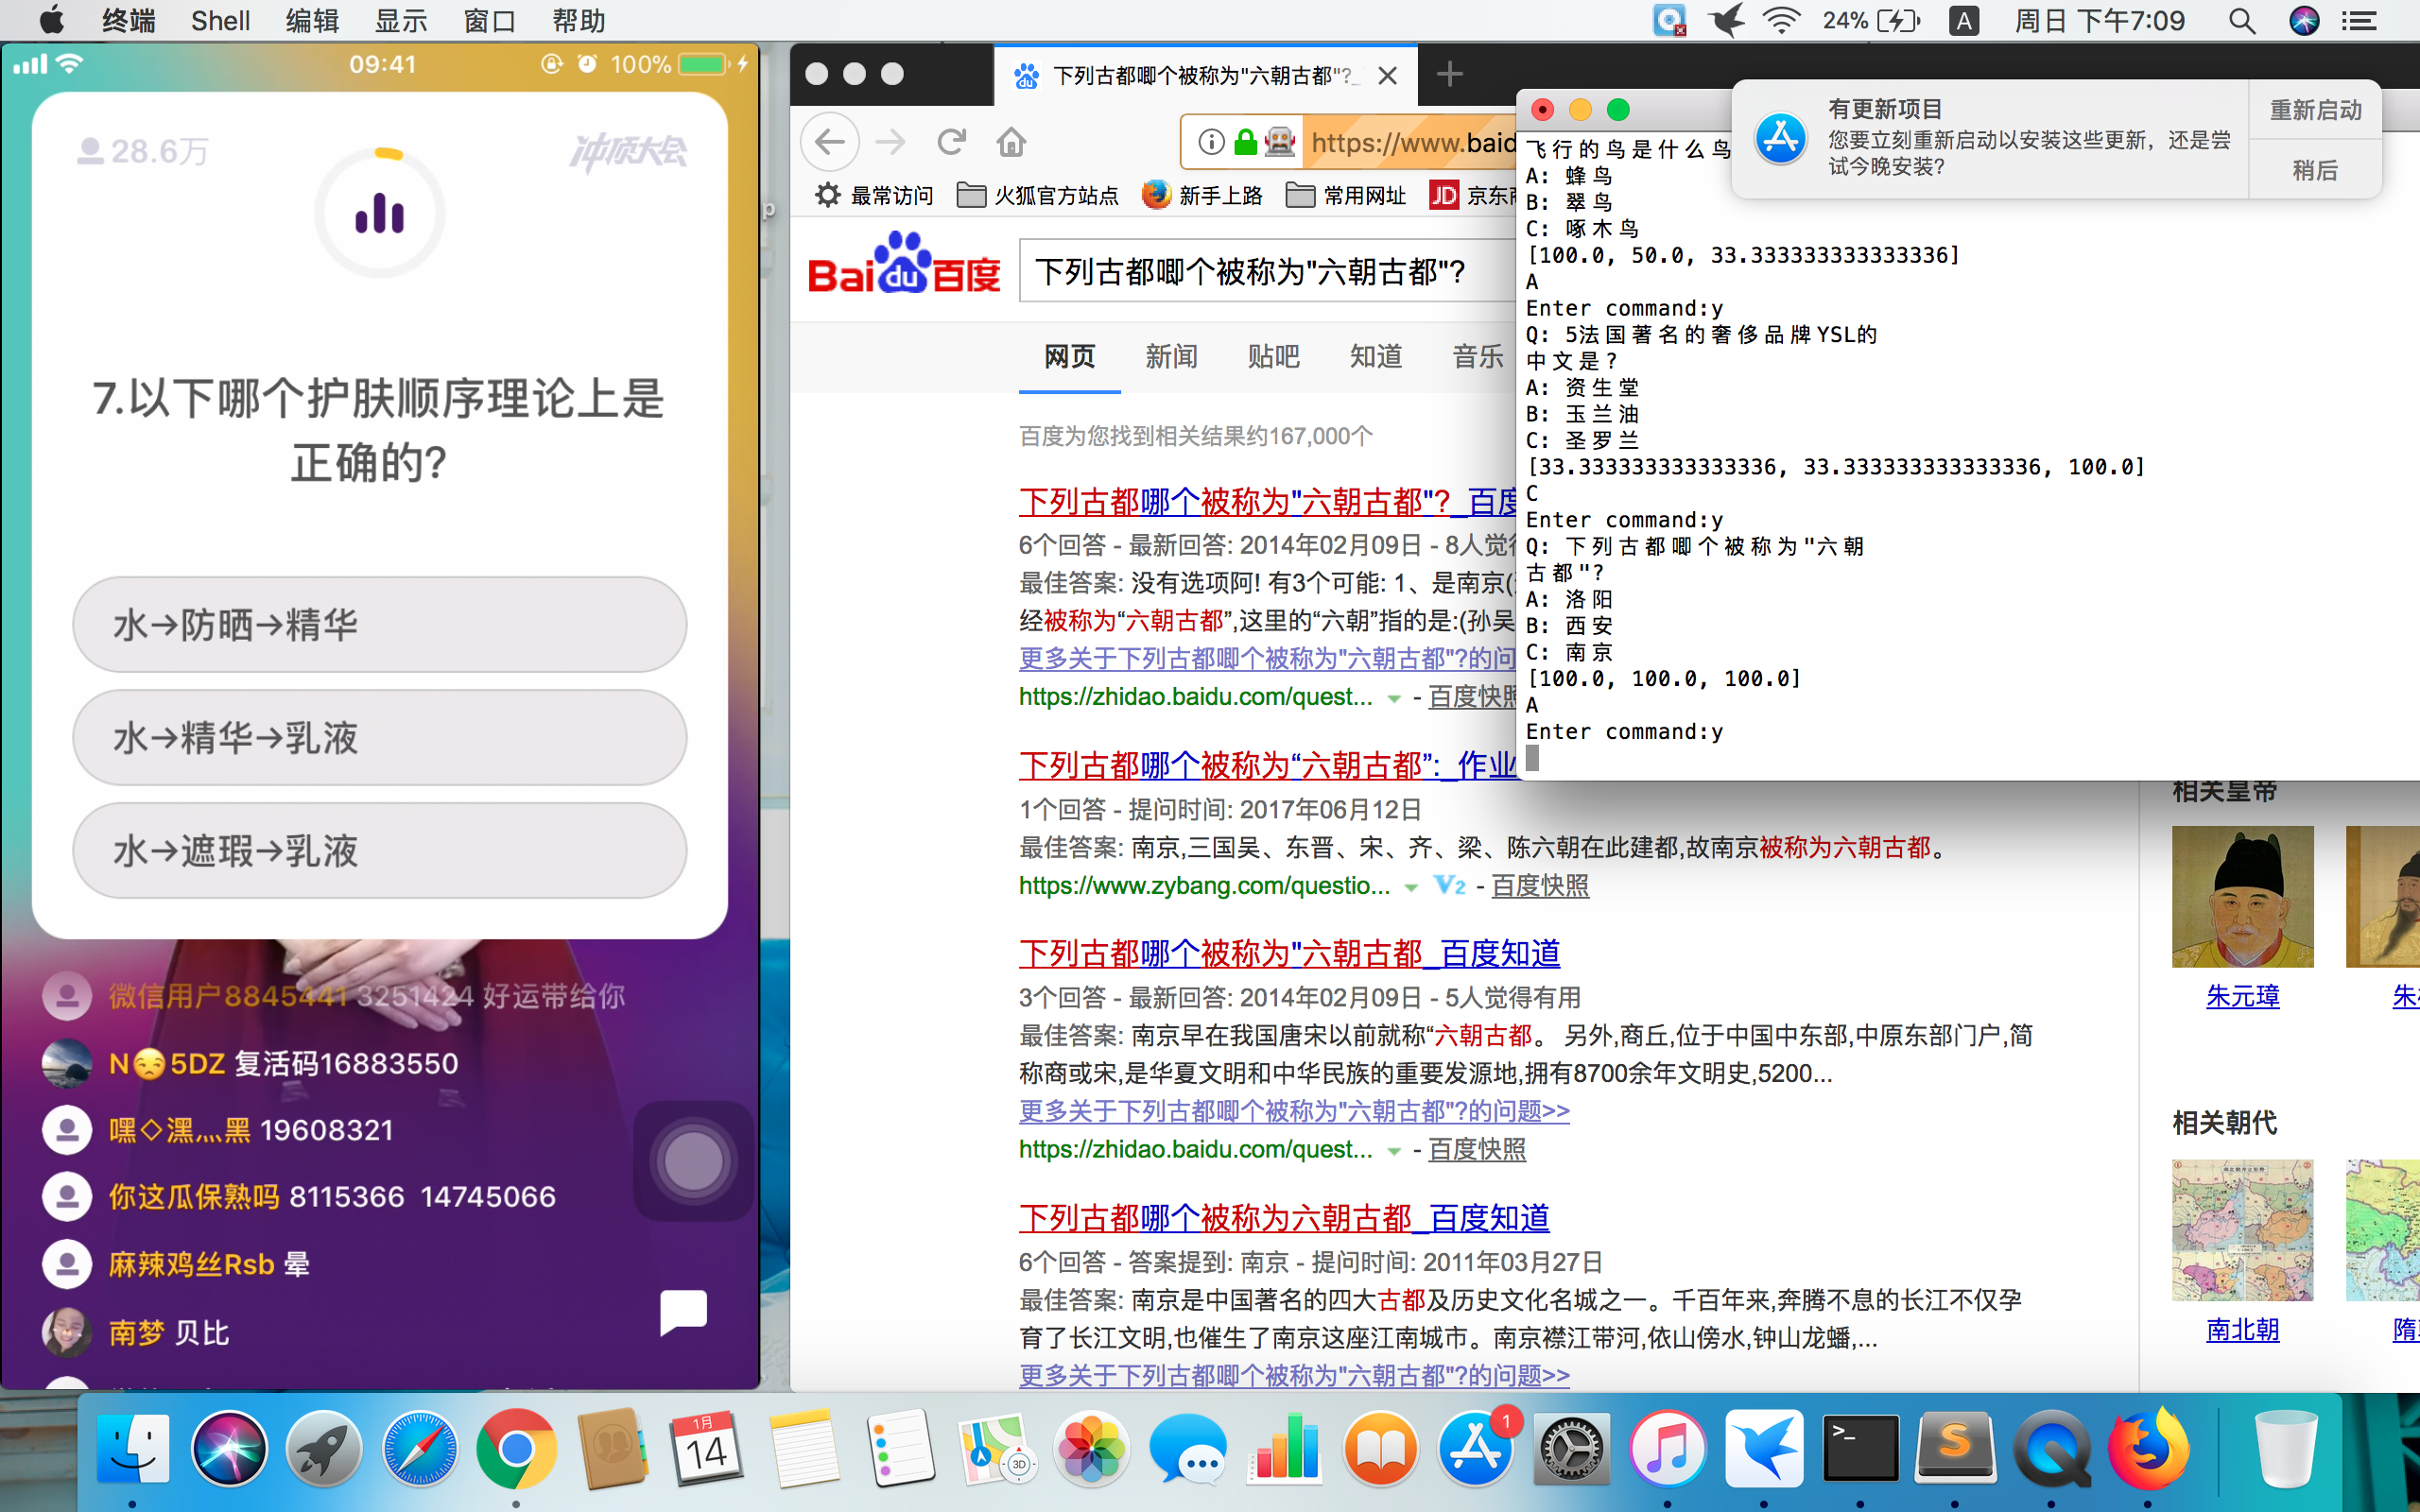 终端 Shell 编辑 显示 窗口 帮助
24% A 周日 下午7:09
09:41 100%
28.6万 冲顶大会
7.以下哪个护肤顺序理论上是
正确的?
水→防晒→精华
水→精华→乳液
水→遮瑕→乳液
微信用户8845441 3251424 好运带给你
N😒5DZ 复活码16883550
嘿◇潶灬黑 19608321
你这瓜保熟吗 8115366 14745066
麻辣鸡丝Rsb 晕
南梦 贝比
下列古都唧个被称为"六朝古都"?_
https://www.baid
最常访问 火狐官方站点 新手上路 常用网址 JD 京东商
Bai du 百度
下列古都唧个被称为"六朝古都"?
网页 新闻 贴吧 知道 音乐
百度为您找到相关结果约167,000个
下列古都哪个被称为"六朝古都"?_百度
6个回答 - 最新回答: 2014年02月09日 - 8人觉得
最佳答案: 没有选项阿! 有3个可能: 1、是南京(
经被称为“六朝古都”,这里的“六朝”指的是:(孙吴
更多关于下列古都唧个被称为"六朝古都"?的问
https://zhidao.baidu.com/quest... - 百度快照
下列古都哪个被称为“六朝古都”:_作业
1个回答 - 提问时间: 2017年06月12日
最佳答案: 南京,三国吴、东晋、宋、齐、梁、陈六朝在此建都,故南京被称为六朝古都。
https://www.zybang.com/questio... V2 - 百度快照
下列古都哪个被称为"六朝古都_百度知道
3个回答 - 最新回答: 2014年02月09日 - 5人觉得有用
最佳答案: 南京早在我国唐宋以前就称“六朝古都。 另外,商丘,位于中国中东部,中原东部门户,简
称商或宋,是华夏文明和中华民族的重要发源地,拥有8700余年文明史,5200...
更多关于下列古都唧个被称为"六朝古都"?的问题>>
https://zhidao.baidu.com/quest... - 百度快照
下列古都哪个被称为六朝古都_百度知道
6个回答 - 答案提到: 南京 - 提问时间: 2011年03月27日
最佳答案: 南京是中国著名的四大古都及历史文化名城之一。千百年来,奔腾不息的长江不仅孕
育了长江文明,也催生了南京这座江南城市。南京襟江带河,依山傍水,钟山龙蟠,...
更多关于下列古都唧个被称为"六朝古都"?的问题>>
飞行的鸟是什么鸟
A: 蜂鸟
B: 翠鸟
C: 啄木鸟
[100.0, 50.0, 33.333333333333336]
A
Enter command:y
Q: 5法国著名的奢侈品牌YSL的
中文是?
A: 资生堂
B: 玉兰油
C: 圣罗兰
[33.333333333333336, 33.333333333333336, 100.0]
C
Enter command:y
Q: 下列古都唧个被称为"六朝
古都"?
A: 洛阳
B: 西安
C: 南京
[100.0, 100.0, 100.0]
A
Enter command:y
有更新项目
您要立刻重新启动以安装这些更新，还是尝
试今晚安装?
重新启动
稍后
相关皇帝
朱元璋
相关朝代
南北朝
1月
14
3D
1
>_
S